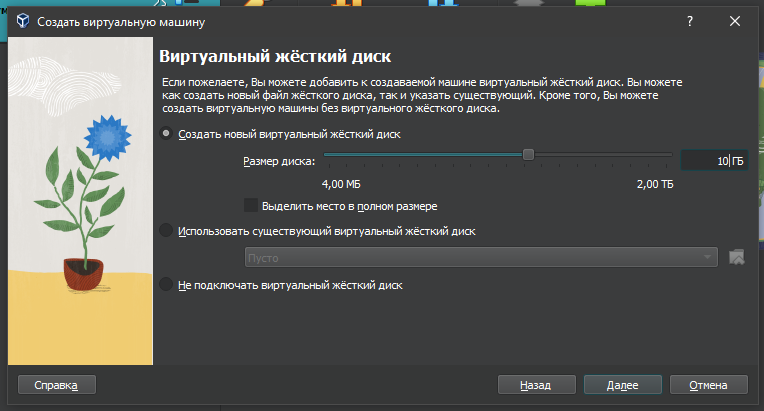 Создать виртуальную машину
Виртуальный жёсткий диск
Если пожелаете, Вы можете добавить к создаваемой машине виртуальный жёсткий диск. Вы можете
как создать новый файл жёсткого диска, так и указать существующий. Кроме того, Вы можете
создать виртуальную машины без виртуального жёсткого диска.
Создать новый виртуальный жёсткий диск
Размер диска:
10 ГБ
4,00 МБ
2,00 ТБ
Выделить место в полном размере
Использовать существующий виртуальный жёсткий диск
Пусто
Не подключать виртуальный жёсткий диск
Справка
Назад
Далее
Отмена